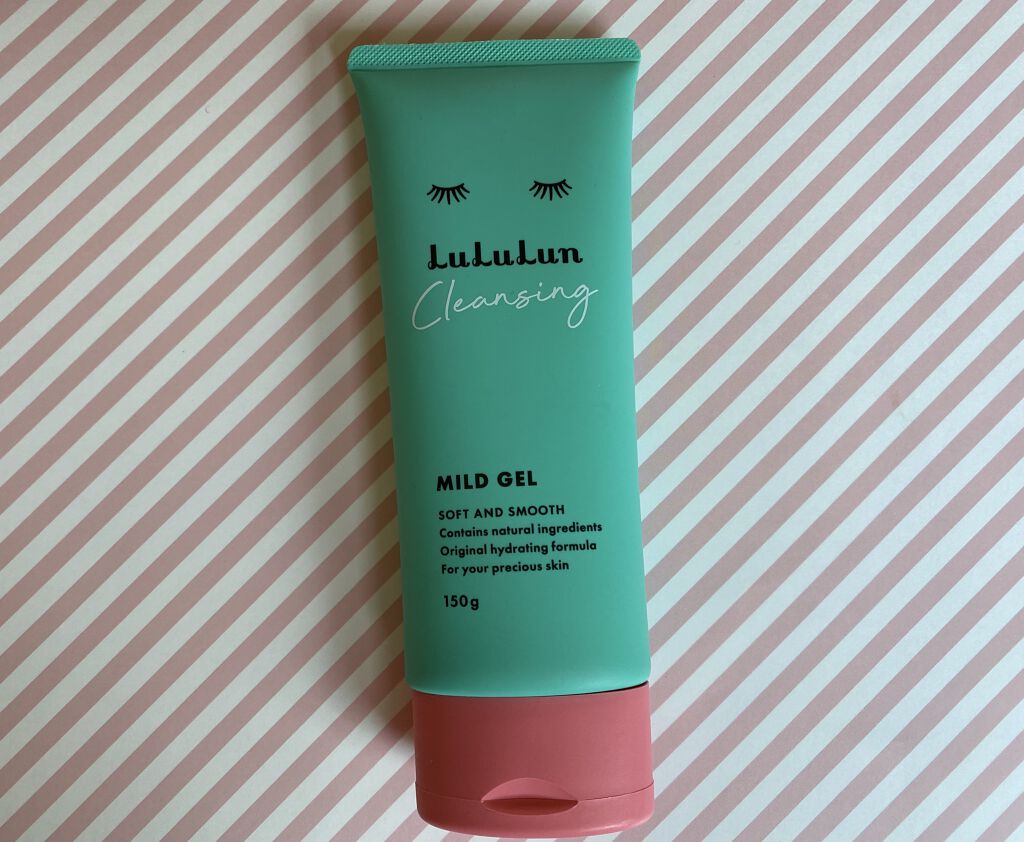 LuLuLun
Cleansing
MILD GEL
SOFT AND SMOOTH
Contains natural ingredients
Original hydrating formula
For your precious skin
150g